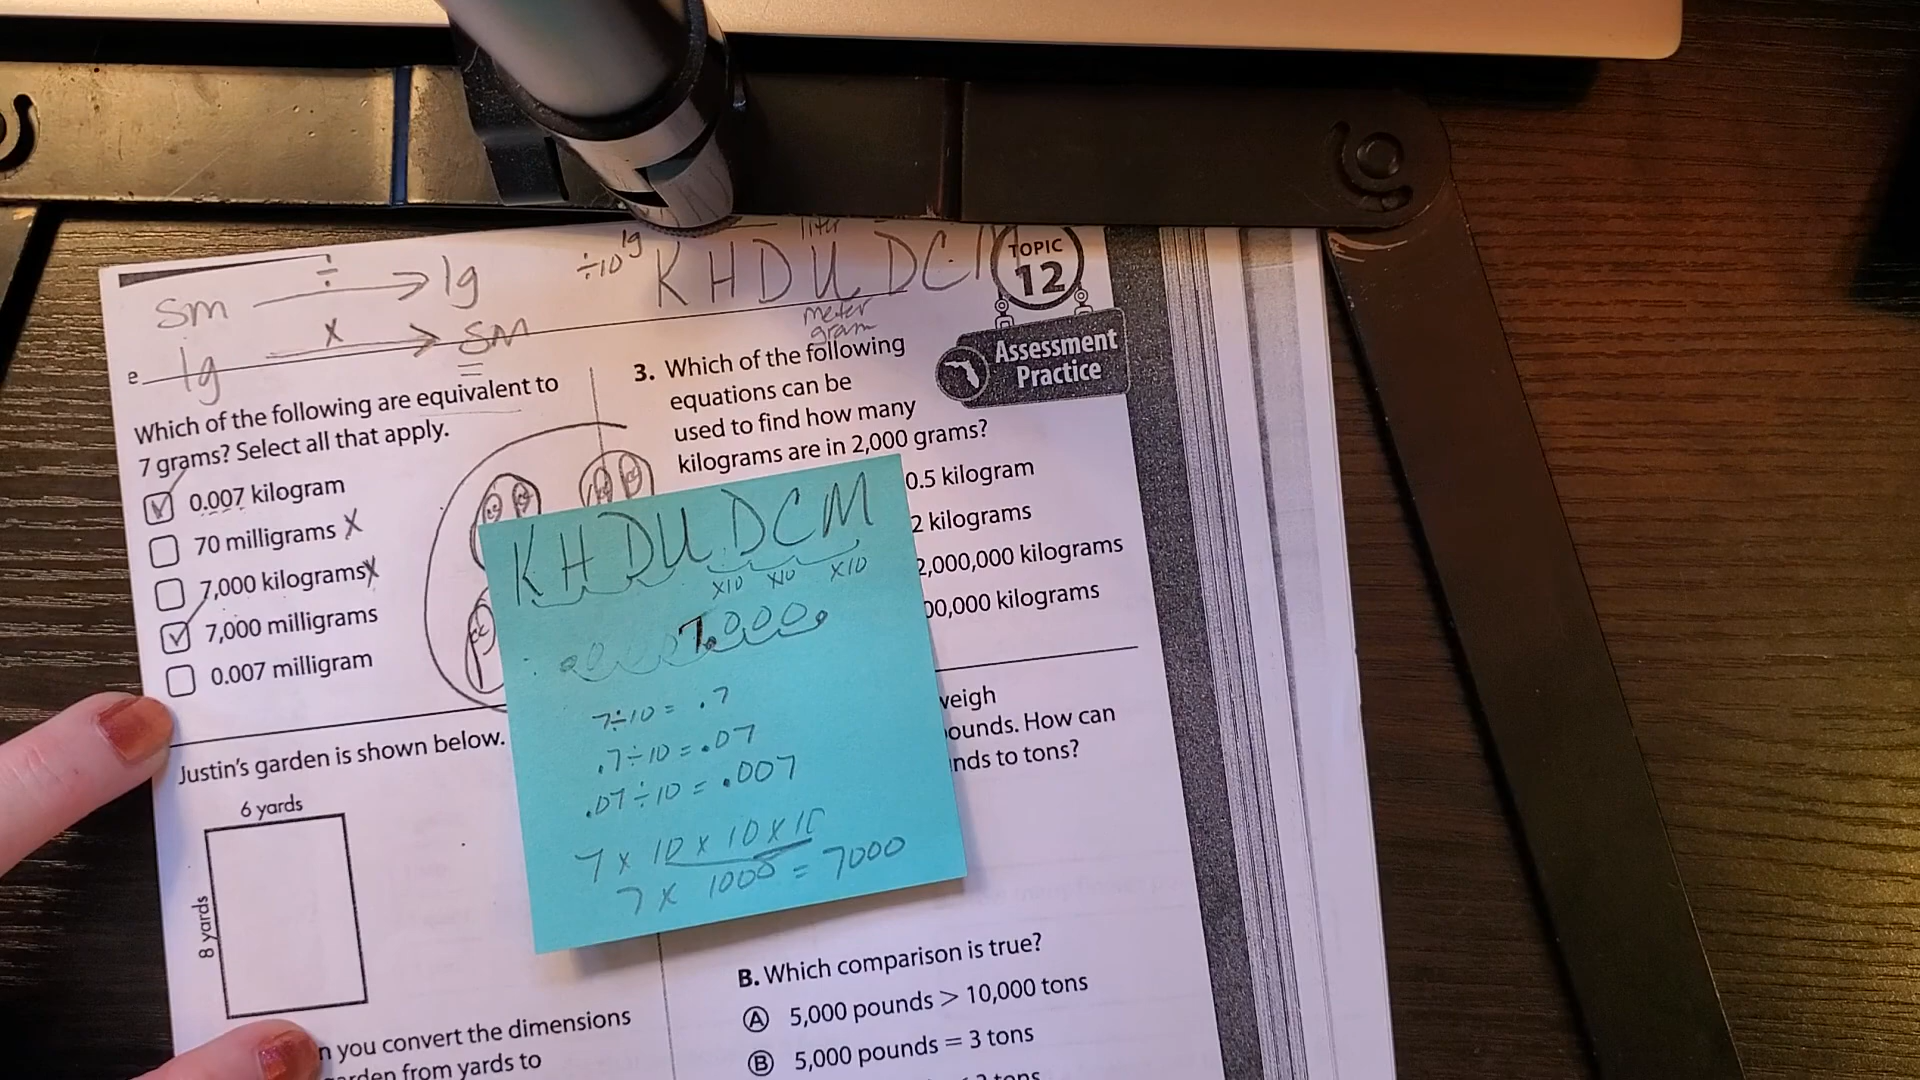 sm ÷ → lg
lg x → sm
÷10 lg K H D U D C
liter
meter
gram
TOPIC
12
Assessment
Practice
e
Which of the following are equivalent to
7 grams? Select all that apply.
0.007 kilogram
70 milligrams X
7,000 kilograms X
7,000 milligrams
0.007 milligram
Justin's garden is shown below.
6 yards
8 yards
n you convert the dimensions
arden from yards to
3. Which of the following
equations can be
used to find how many
kilograms are in 2,000 grams?
0.5 kilogram
2 kilograms
2,000,000 kilograms
00,000 kilograms
K H D U D C M
x10 x10 x10
7.000.
7÷10 = .7
.7÷10 = .07
.07÷10 = .007
7 x 10 x 10 x 10
7 x 1000 = 7000
weigh
ounds. How can
nds to tons?
B. Which comparison is true?
A 5,000 pounds > 10,000 tons
B 5,000 pounds = 3 tons